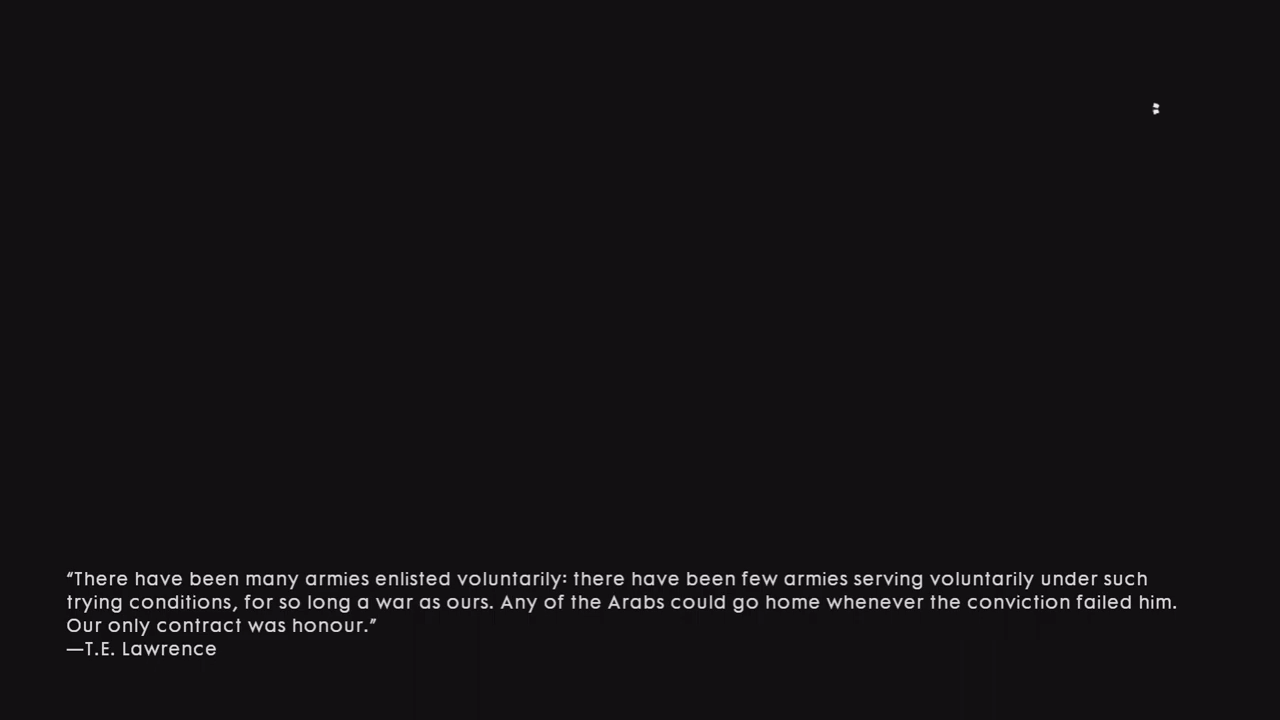 “There have been many armies enlisted voluntarily: there have been few armies serving voluntarily under such
trying conditions, for so long a war as ours. Any of the Arabs could go home whenever the conviction failed him.
Our only contract was honour.”
—T.E. Lawrence